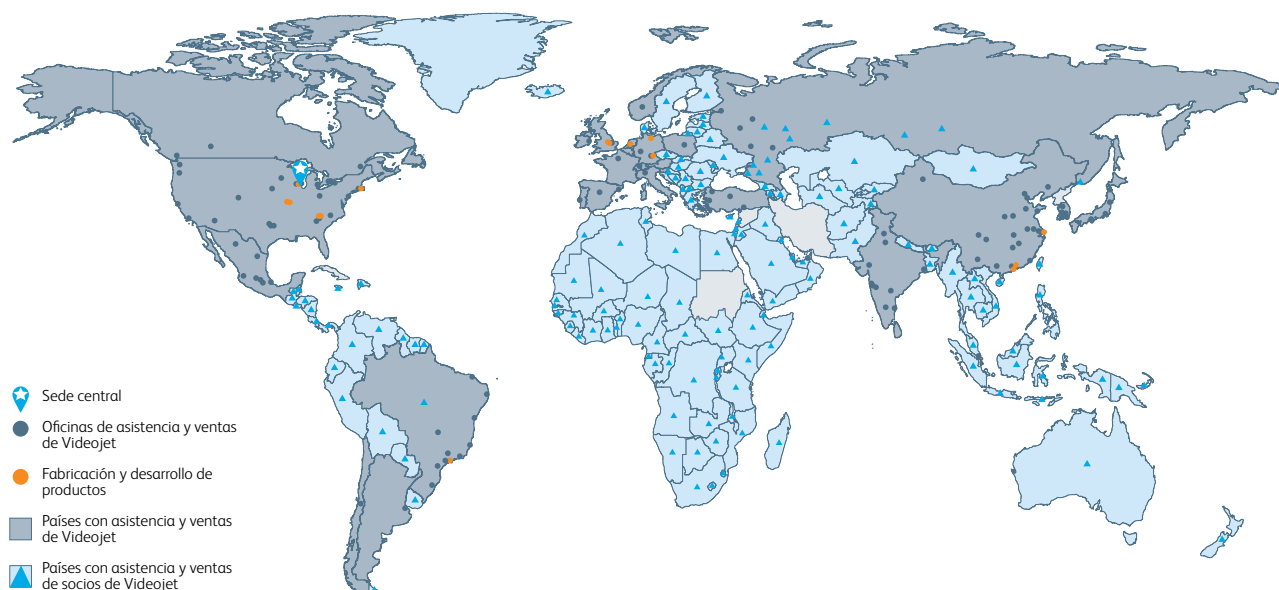 Sede central
Oficinas de asistencia y ventas
de Videojet
Fabricación y desarrollo de
productos
Países con asistencia y ventas
de Videojet
Países con asistencia y ventas
de socios de Videojet